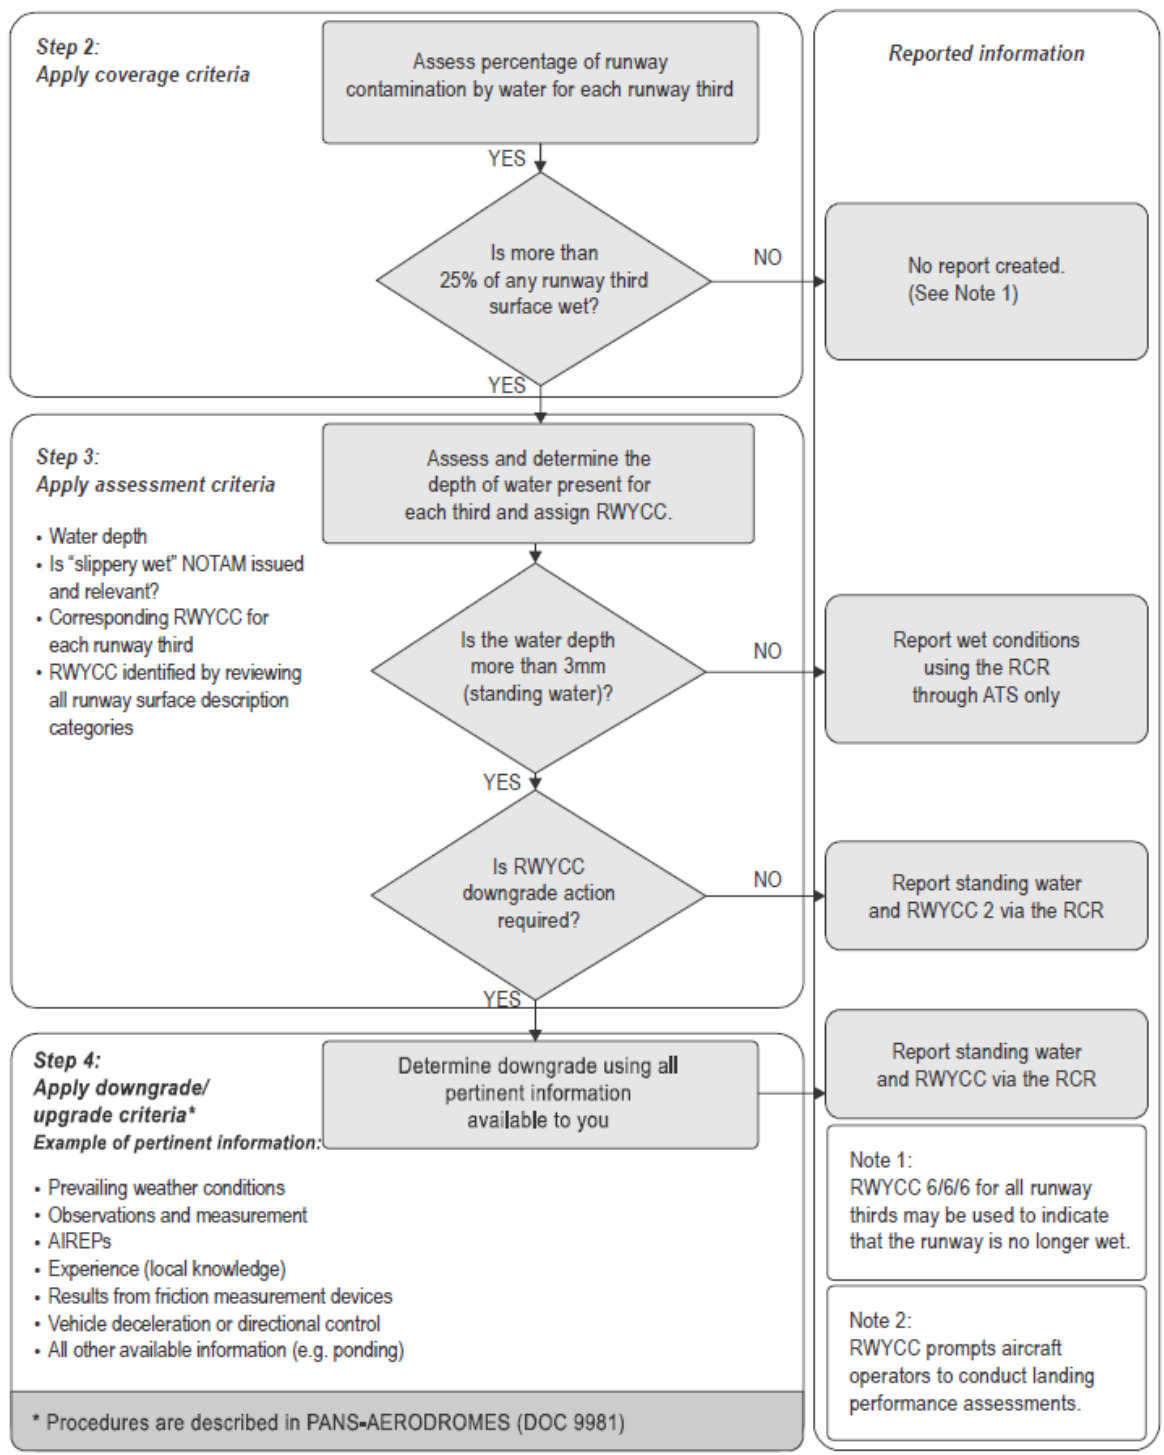 Step 2:
Apply coverage criteria
Assess percentage of runway
contamination by water for each runway third
YES
Is more than
25% of any runway third
surface wet?
NO
YES
Step 3:
Apply assessment criteria
• Water depth
• Is “slippery wet” NOTAM issued
and relevant?
• Corresponding RWYCC for
each runway third
• RWYCC identified by reviewing
all runway surface description
categories
Assess and determine the
depth of water present for
each third and assign RWYCC.
Is the water depth
more than 3mm
(standing water)?
NO
YES
Is RWYCC
downgrade action
required?
NO
YES
Step 4:
Apply downgrade/
upgrade criteria*
Example of pertinent information:
• Prevailing weather conditions
• Observations and measurement
• AIREPs
• Experience (local knowledge)
• Results from friction measurement devices
• Vehicle deceleration or directional control
• All other available information (e.g. ponding)
Determine downgrade using all
pertinent information
available to you
* Procedures are described in PANS-AERODROMES (DOC 9981)
Reported information
No report created.
(See Note 1)
Report wet conditions
using the RCR
through ATS only
Report standing water
and RWYCC 2 via the RCR
Report standing water
and RWYCC via the RCR
Note 1:
RWYCC 6/6/6 for all runway
thirds may be used to indicate
that the runway is no longer wet.
Note 2:
RWYCC prompts aircraft
operators to conduct landing
performance assessments.